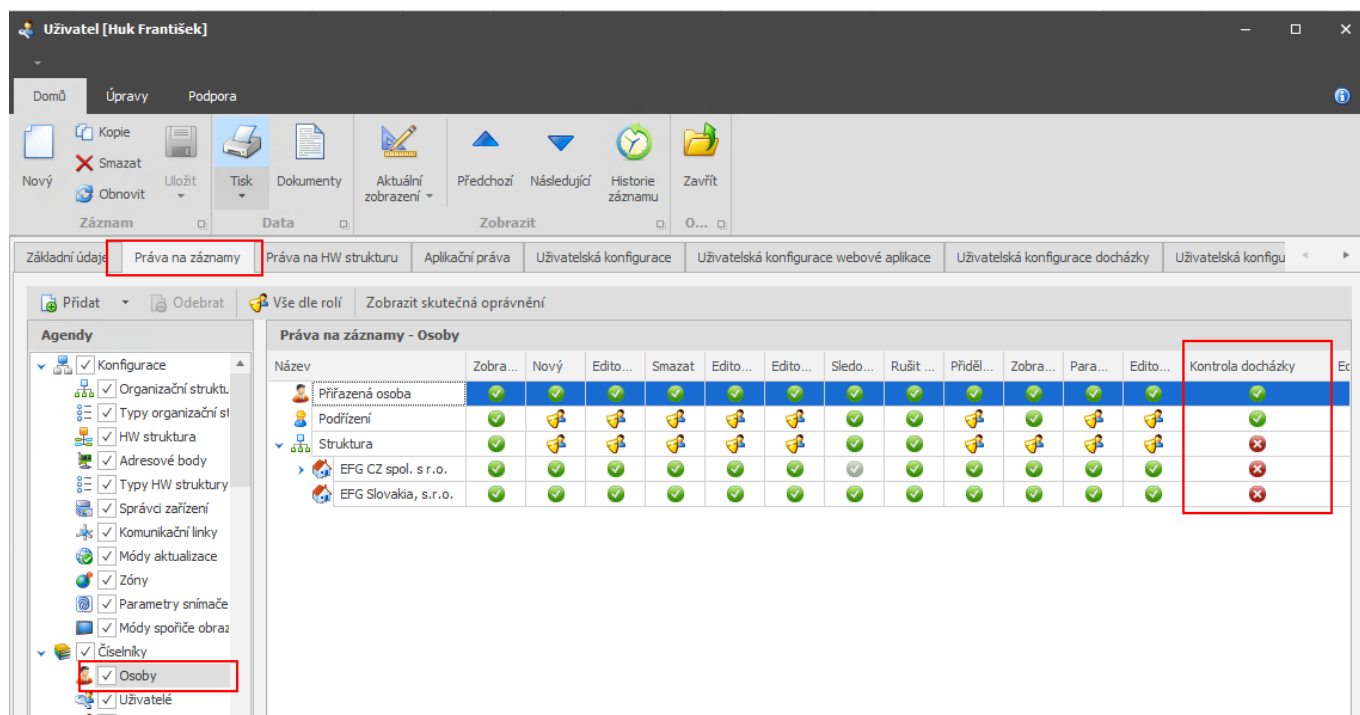 Uživatel [Huk František]
Domů Úpravy Podpora
Nový
Kopie
Smazat
Obnovit
Uložit
Tisk
Dokumenty
Aktuální
zobrazení
Předchozí
Následující
Historie
záznamu
Zavřít
Záznam Data Zobrazit O...
Základní údaje Práva na záznamy Práva na HW strukturu Aplikační práva Uživatelská konfigurace Uživatelská konfigurace webové aplikace Uživatelská konfigurace docházky Uživatelská konfigu
Přidat Odebrat Vše dle rolí Zobrazit skutečná oprávnění
Agendy
Konfigurace
Organizační struktu
Typy organizační st
HW struktura
Adresové body
Typy HW struktury
Správci zařízení
Komunikační linky
Módy aktualizace
Zóny
Parametry snímače
Módy spořiče obraz
Číselníky
Osoby
Uživatelé
Práva na záznamy - Osoby
Název Zobra... Nový Edito... Smazat Edito... Edito... Sledo... Rušit ... Přiděl... Zobra... Para... Edito... Kontrola docházky Ed
Přiřazená osoba
Podřízení
Struktura
EFG CZ spol. s r.o.
EFG Slovakia, s.r.o.